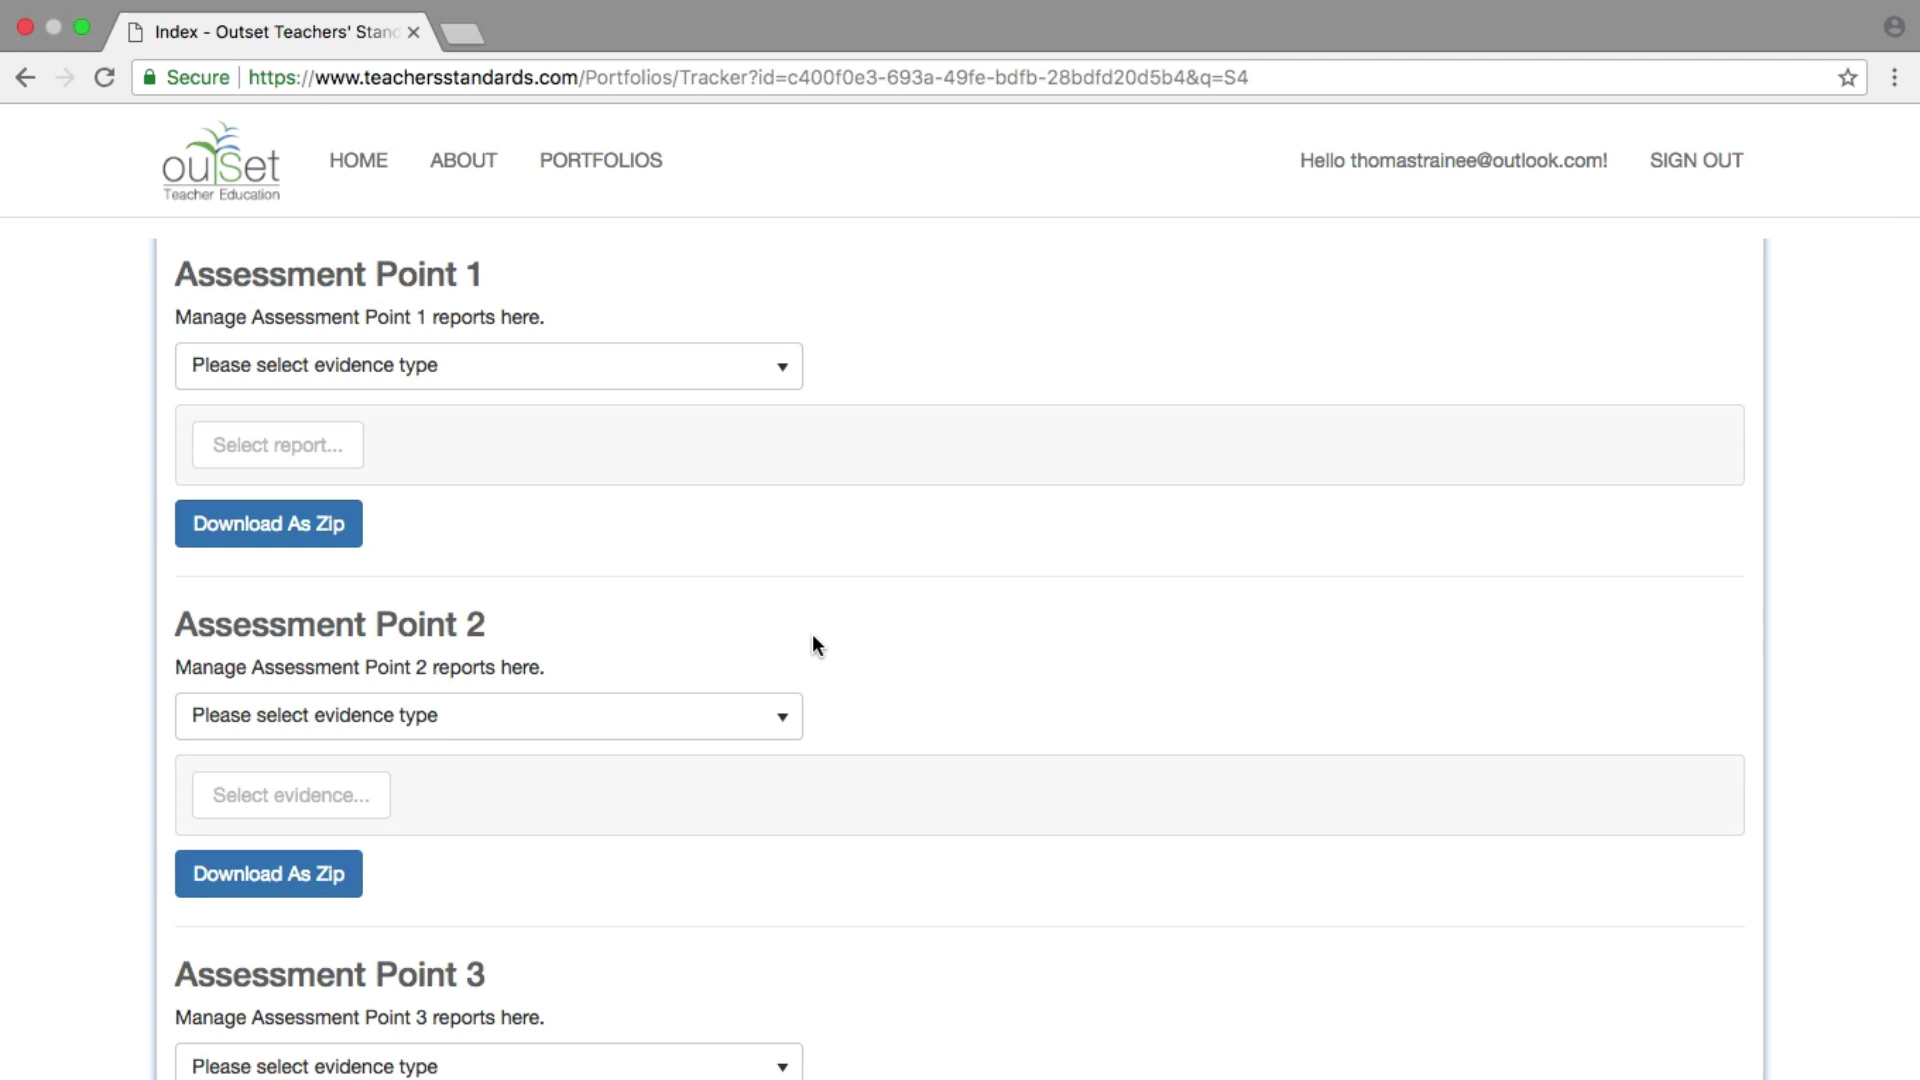 Index - Outset Teachers' Stand
Secure https://www.teachersstandards.com/Portfolios/Tracker?id=c400f0e3-693a-49fe-bdfb-28bdfd20d5b4&q=S4
outset
Teacher Education
HOME ABOUT PORTFOLIOS Hello thomastrainee@outlook.com! SIGN OUT
Assessment Point 1
Manage Assessment Point 1 reports here.
Please select evidence type
Select report...
Download As Zip
Assessment Point 2
Manage Assessment Point 2 reports here.
Please select evidence type
Select evidence...
Download As Zip
Assessment Point 3
Manage Assessment Point 3 reports here.
Please select evidence type